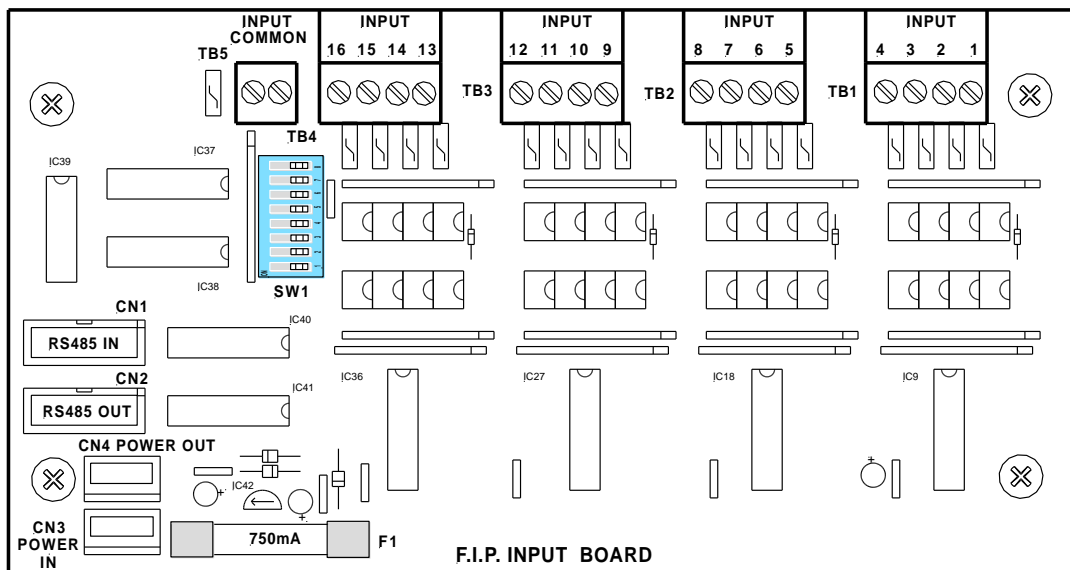 INPUT
COMMON
INPUT
INPUT
INPUT
INPUT
16 15 14 13
12 11 10 9
8 7 6 5
4 3 2 1
TB5
TB3
TB2
TB1
TB4
IC39
IC37
IC38
SW1
CN1
RS485 IN
IC40
CN2
RS485 OUT
IC41
IC36
IC27
IC18
IC9
CN4 POWER OUT
IC42
CN3
POWER
IN
750mA
F1
F.I.P. INPUT BOARD